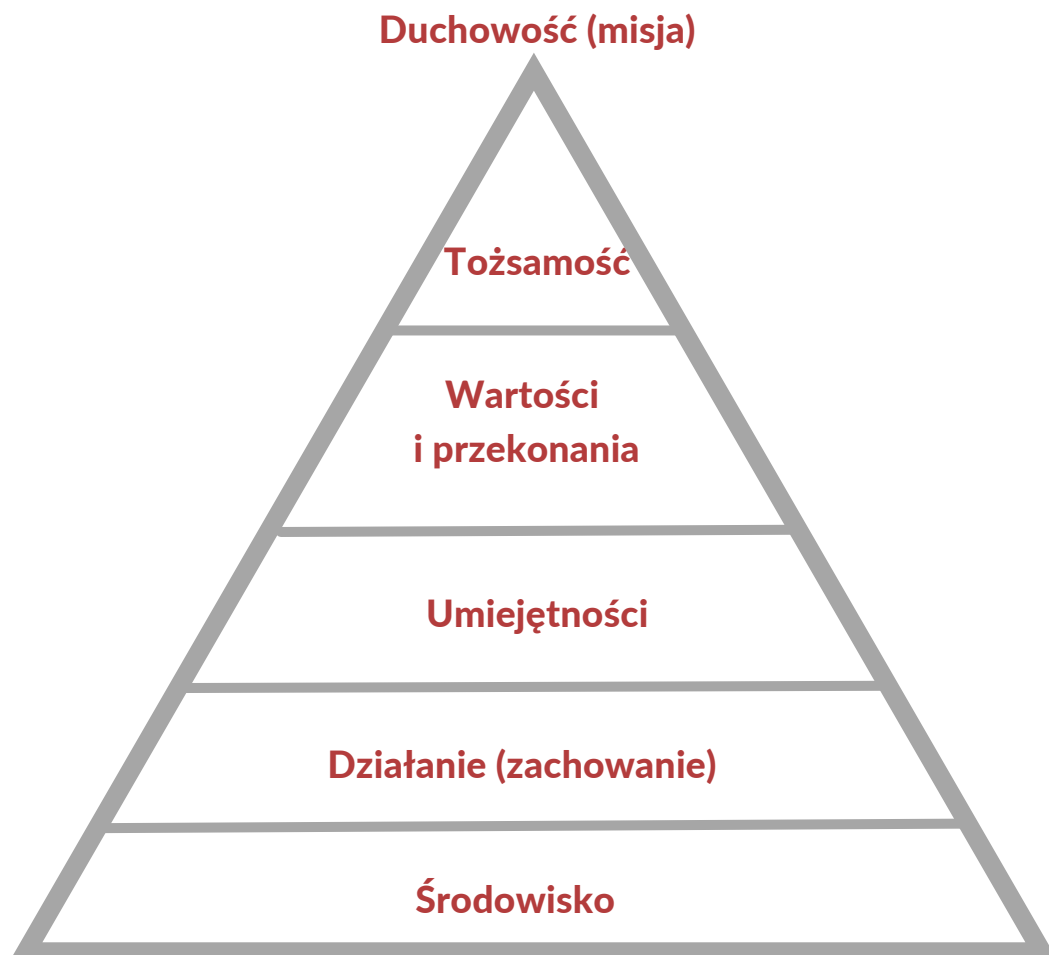 Duchowość (misja)
Tożsamość
Wartości
i przekonania
Umiejętności
Działanie (zachowanie)
Środowisko